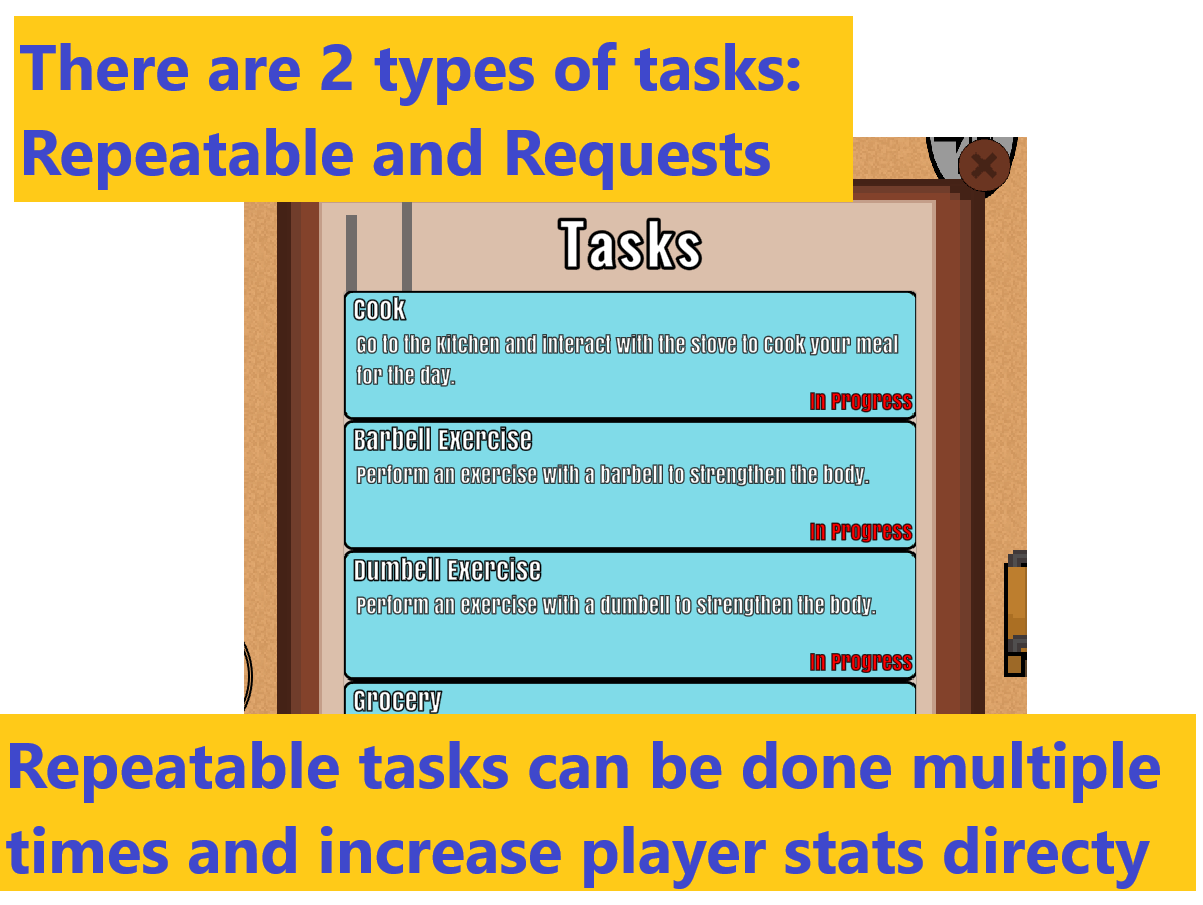 There are 2 types of tasks:
Repeatable and Requests
Tasks
Cook
Go to the Kitchen and interact with the stove to cook your meal
for the day.
In Progress
Barbell Exercise
Perform an exercise with a barbell to strengthen the body.
In Progress
Dumbell Exercise
Perform an exercise with a dumbell to strengthen the body.
In Progress
Grocery
Repeatable tasks can be done multiple
times and increase player stats directy